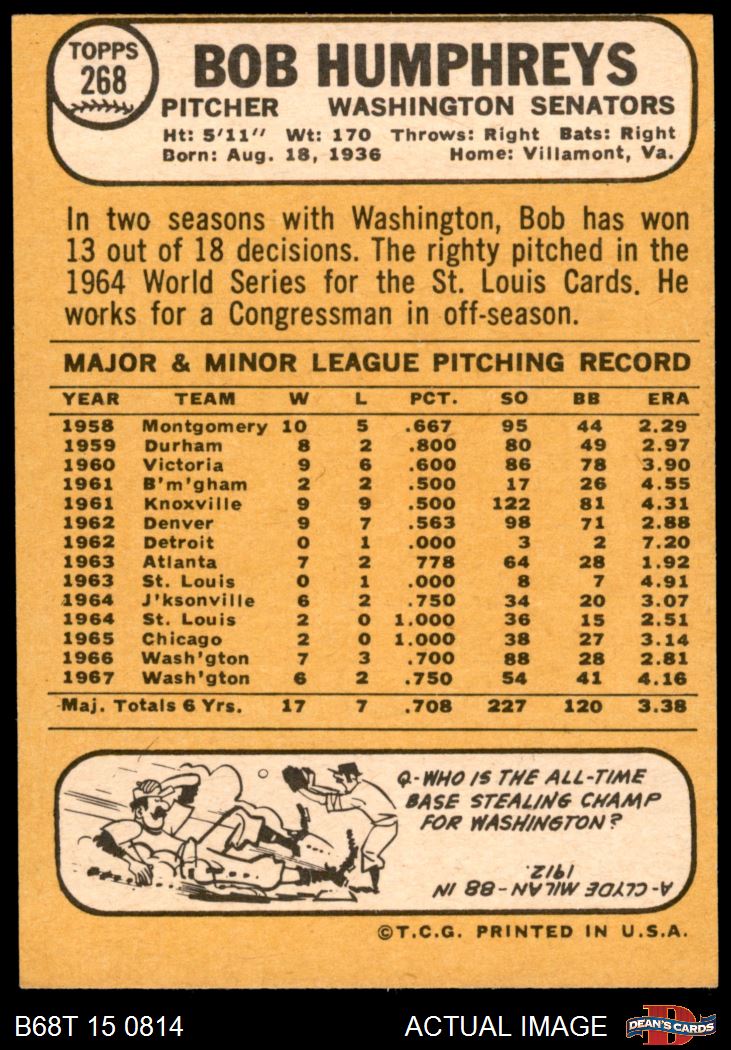 TOPPS
268
BOB HUMPHREYS
PITCHER WASHINGTON SENATORS
Ht: 5'11" Wt: 170 Throws: Right Bats: Right
Born: Aug. 18, 1936 Home: Villamont, Va.
In two seasons with Washington, Bob has won
13 out of 18 decisions. The righty pitched in the
1964 World Series for the St. Louis Cards. He
works for a Congressman in off-season.
MAJOR & MINOR LEAGUE PITCHING RECORD
YEAR TEAM W L PCT. SO BB ERA
1958 Montgomery 10 5 .667 95 44 2.29
1959 Durham 8 2 .800 80 49 2.97
1960 Victoria 9 6 .600 86 78 3.90
1961 B'm'gham 2 2 .500 17 26 4.55
1961 Knoxville 9 9 .500 122 81 4.31
1962 Denver 9 7 .563 98 71 2.88
1962 Detroit 0 1 .000 3 2 7.20
1963 Atlanta 7 2 778 64 28 1.92
1963 St. Louis 0 1 .000 8 7 4.91
1964 J'ksonville 6 2 .750 34 20 3.07
1964 St. Louis 2 0 1.000 36 15 2.51
1965 Chicago 2 0 1.000 38 27 3.14
1966 Wash'gton 7 3 .700 88 28 2.81
1967 Wash'gton 6 2 .750 54 41 4.16
Maj. Totals 6 Yrs. 17 7 .708 227 120 3.38
Q-WHO IS THE ALL-TIME
BASE STEALING CHAMP
FOR WASHINGTON?
A-CLYDE MILAN-88-IN
1912.
©T.C.G. PRINTED IN U.S.A.
B68T 15 0814 ACTUAL IMAGE
D
DEAN'S CARDS